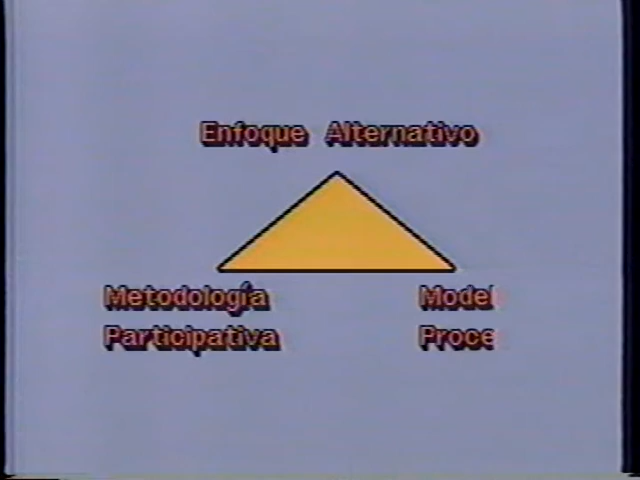 Enfoque Alternativo
Metodología Model
Participativa Proce